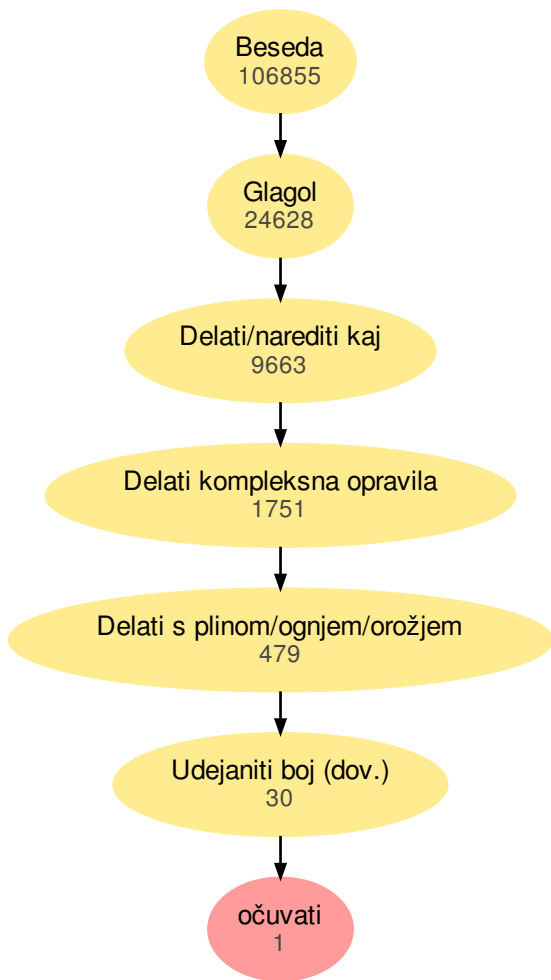 Beseda
106855
Glagol
24628
Delati/narediti kaj
9663
Delati kompleksna opravila
1751
Delati s plinom/ognjem/orožjem
479
Udejaniti boj (dov.)
30
očuvati
1